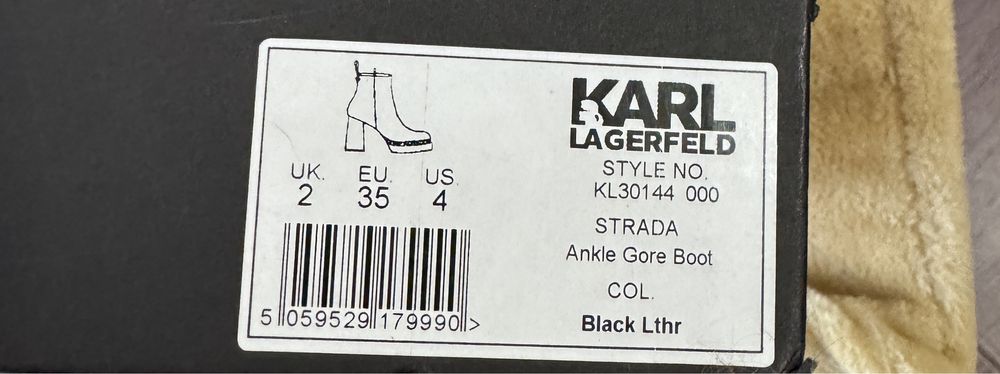 UK. EU. US
2 35 4
5 059529 179990 >
KARL
LAGERFELD
STYLE NO.
KL30144 000
STRADA
Ankle Gore Boot
COL.
Black Lthr